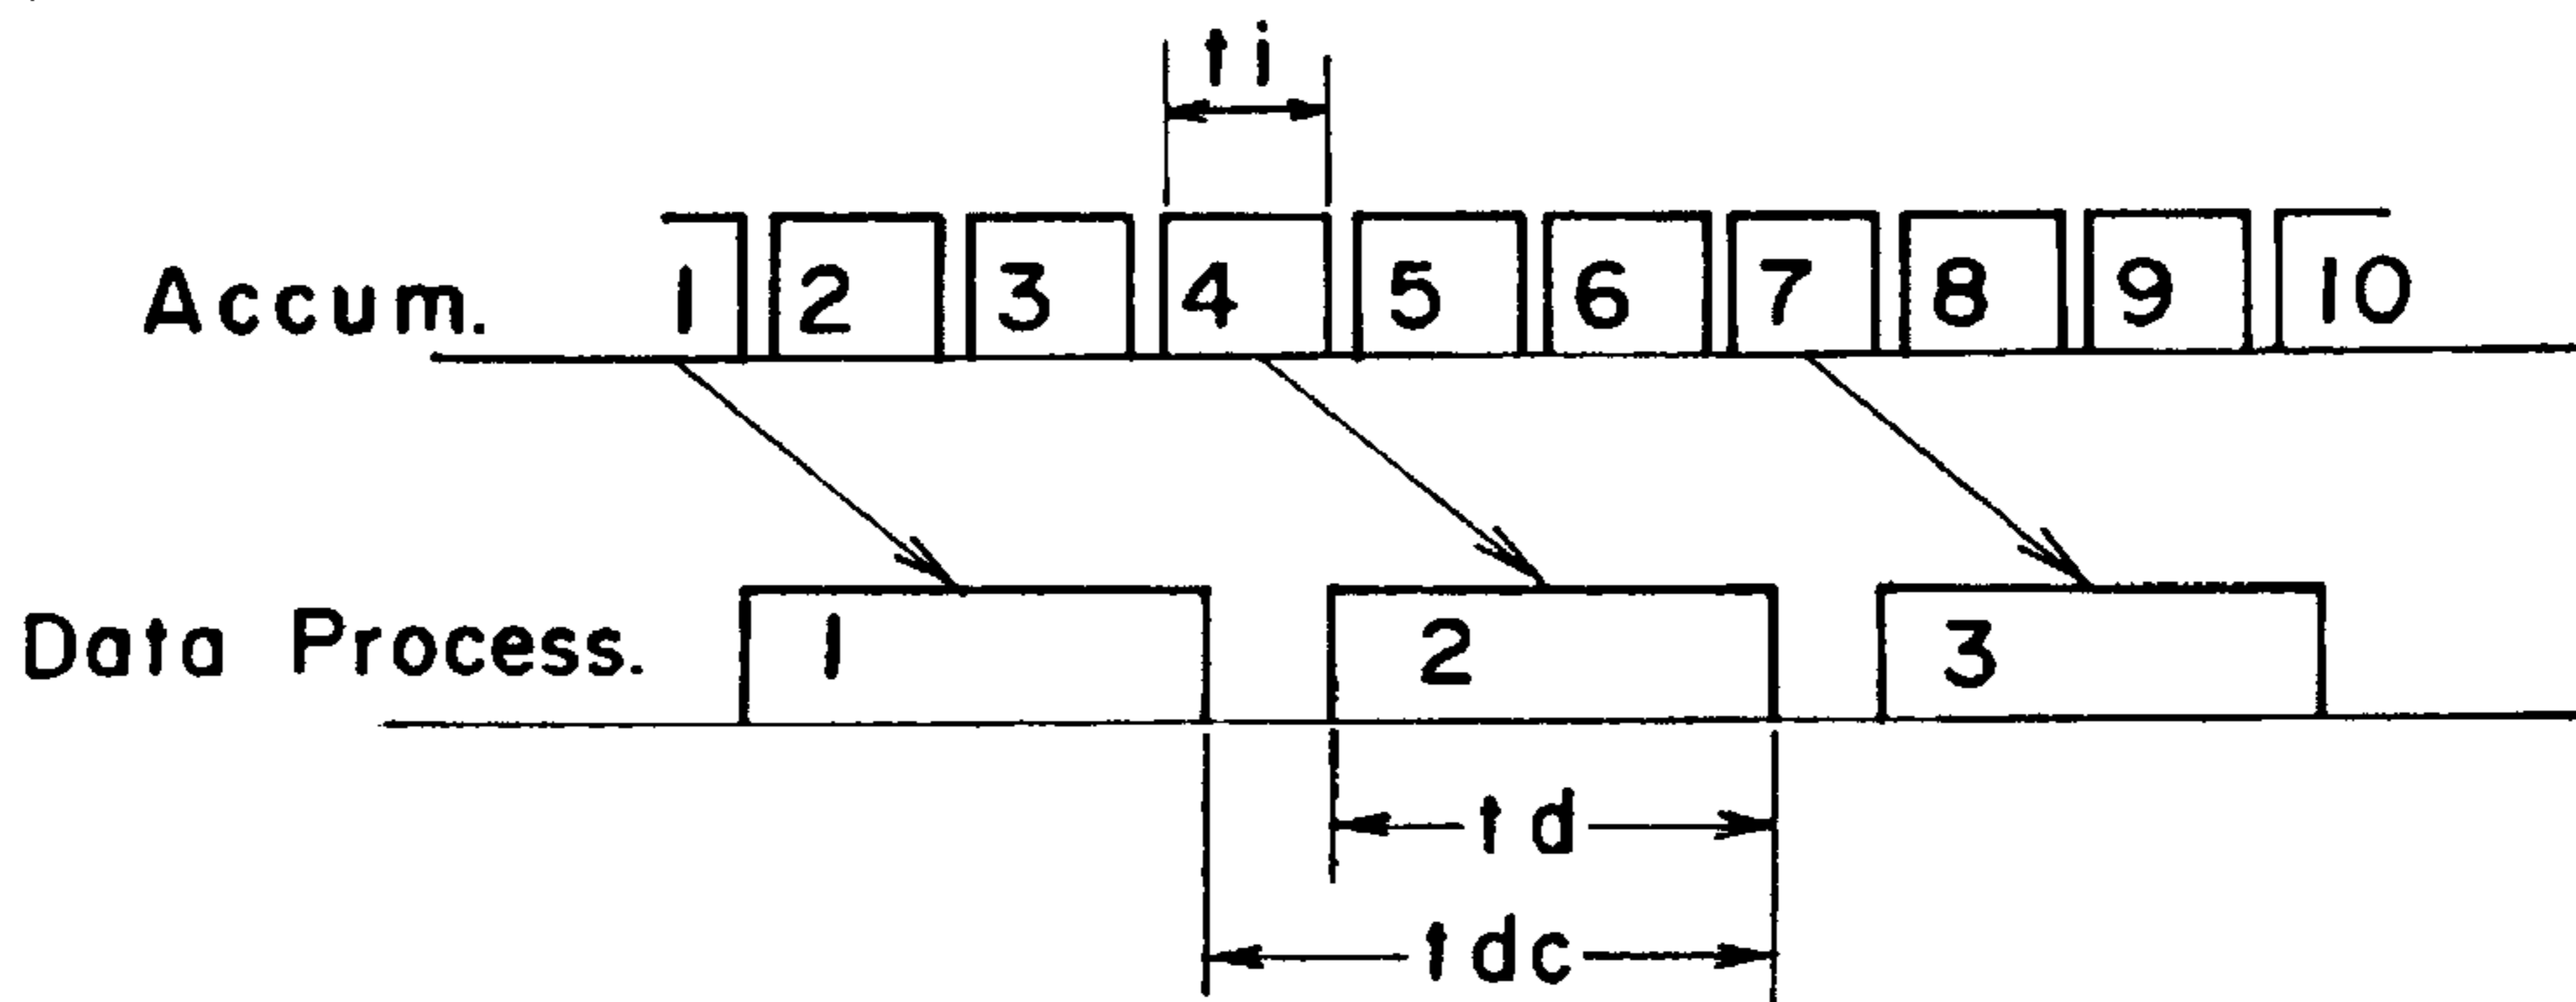 ti
Accum. 1 2 3 4 5 6 7 8 9 10
Data Process. 1 2 3
td
tdc